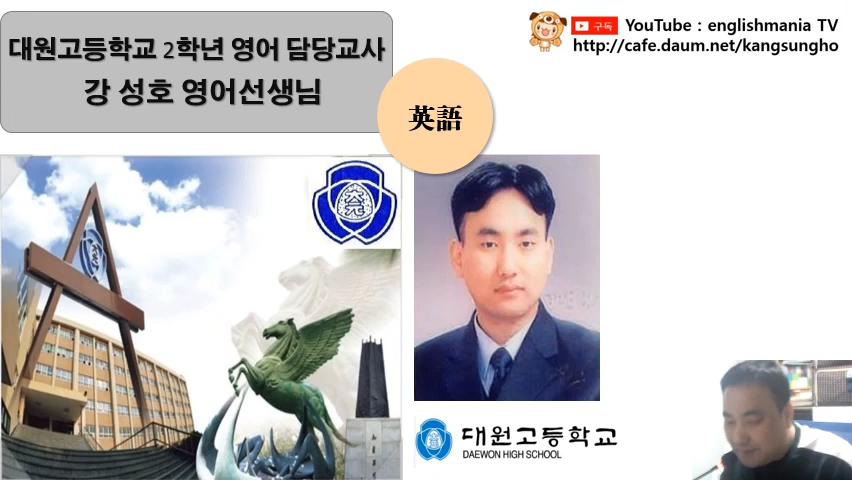 대원고등학교 2학년 영어 담당교사
강 성호 영어선생님
英語
구독 YouTube : englishmania TV
http://cafe.daum.net/kangsungho
대원고등학교
DAEWON HIGH SCHOOL